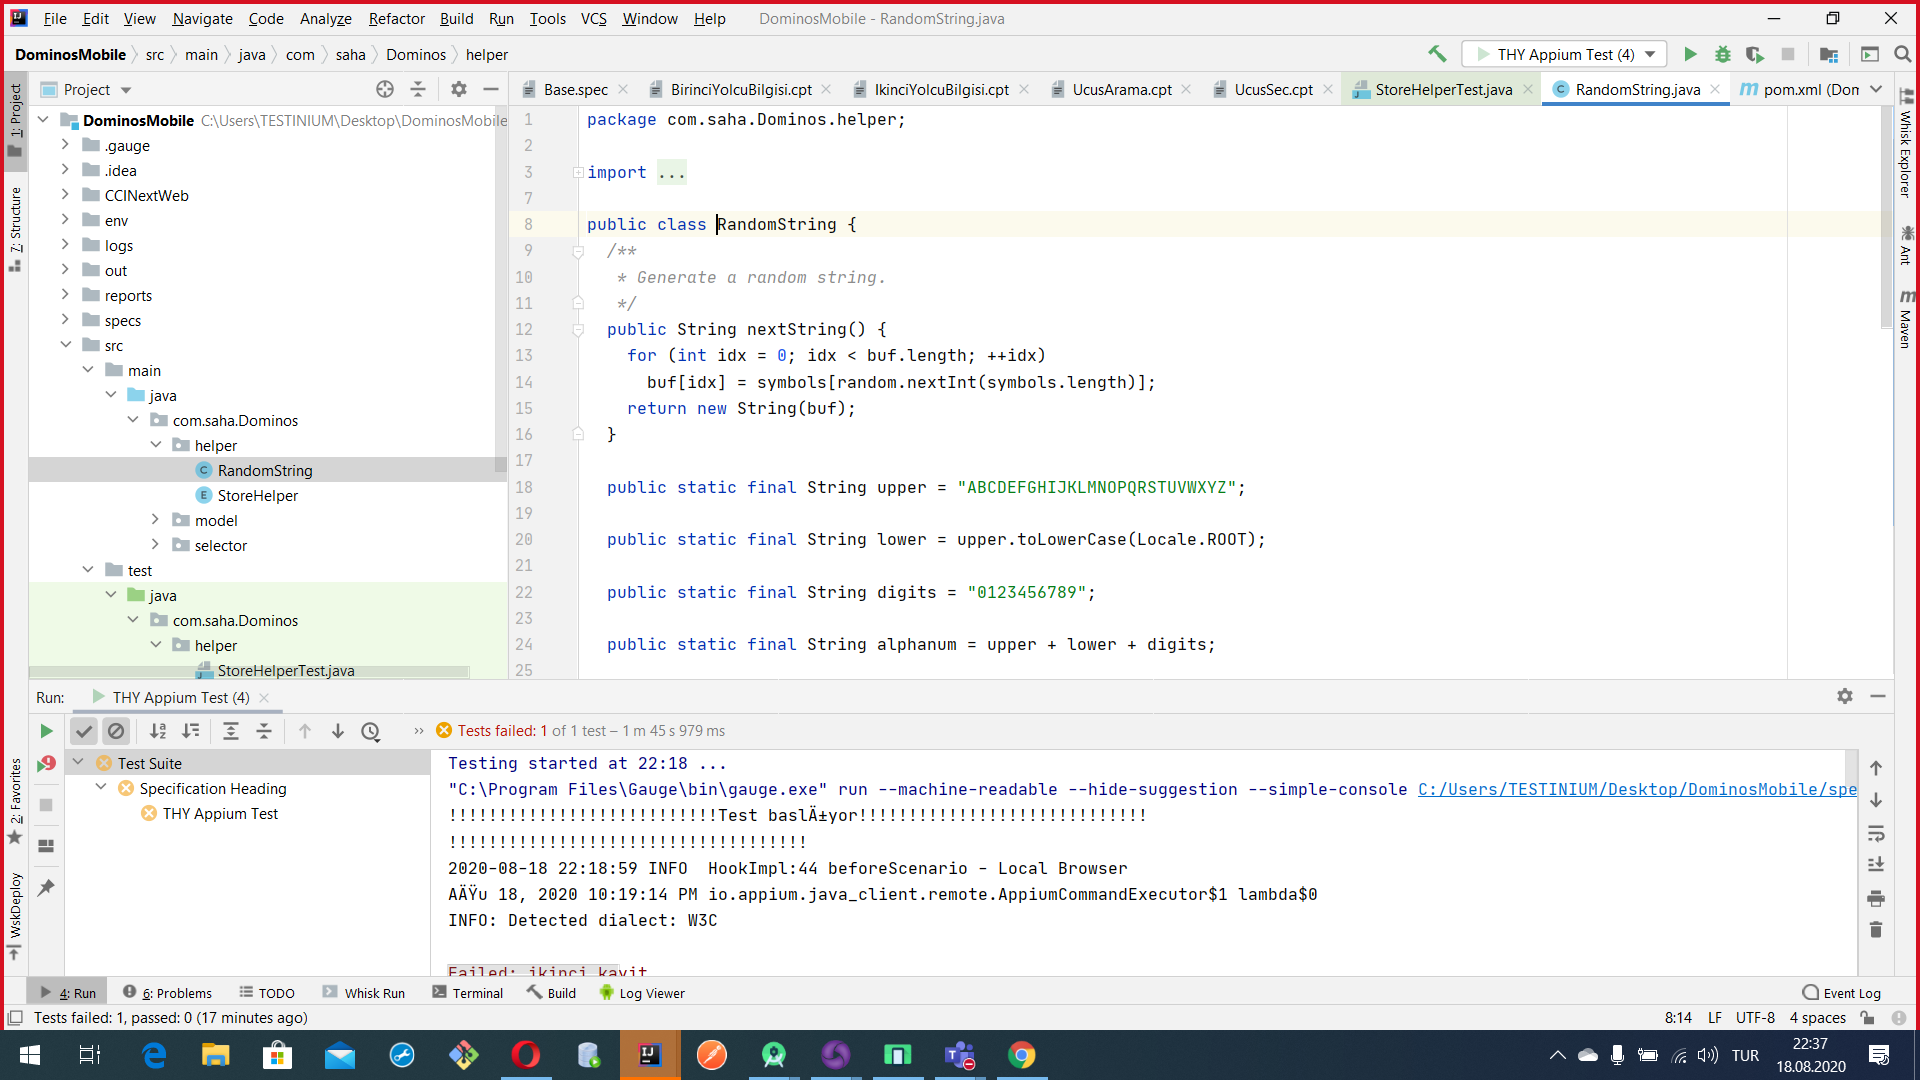 File Edit View Navigate Code Analyze Refactor Build Run Tools VCS Window Help DominosMobile - RandomString.java
DominosMobile src main java com saha Dominos helper THY Appium Test (4)
Project Base.spec BirinciYolcuBilgisi.cpt IkinciYolcuBilgisi.cpt UcusArama.cpt UcusSec.cpt StoreHelperTest.java RandomString.java pom.xml (Dom
1: Project
7: Structure
2: Favorites
WskDeploy
DominosMobile C:\Users\TESTINIUM\Desktop\DominosMobile
.gauge
.idea
CCINextWeb
env
logs
out
reports
specs
src
main
java
com.saha.Dominos
helper
RandomString
StoreHelper
model
selector
test
java
com.saha.Dominos
helper
StoreHelperTest.java
1 package com.saha.Dominos.helper;
2
3 import ...
7
8 public class RandomString {
9 /**
10 * Generate a random string.
11 */
12 public String nextString() {
13 for (int idx = 0; idx < buf.length; ++idx)
14 buf[idx] = symbols[random.nextInt(symbols.length)];
15 return new String(buf);
16 }
17
18 public static final String upper = "ABCDEFGHIJKLMNOPQRSTUVWXYZ";
19
20 public static final String lower = upper.toLowerCase(Locale.ROOT);
21
22 public static final String digits = "0123456789";
23
24 public static final String alphanum = upper + lower + digits;
25
Whisk Explorer
Ant
Maven
Run: THY Appium Test (4)
Tests failed: 1 of 1 test – 1 m 45 s 979 ms
Test Suite
Specification Heading
THY Appium Test
Testing started at 22:18 ...
"C:\Program Files\Gauge\bin\gauge.exe" run --machine-readable --hide-suggestion --simple-console C:/Users/TESTINIUM/Desktop/DominosMobile/spe
!!!!!!!!!!!!!!!!!!!!!!!!!!!Test baslÄ±yor!!!!!!!!!!!!!!!!!!!!!!!!!!!!!
!!!!!!!!!!!!!!!!!!!!!!!!!!!!!!!!!!!!
2020-08-18 22:18:59 INFO HookImpl:44 beforeScenario - Local Browser
AÄŸu 18, 2020 10:19:14 PM io.appium.java_client.remote.AppiumCommandExecutor$1 lambda$0
INFO: Detected dialect: W3C
Failed: ikinci kayit
4: Run 6: Problems TODO Whisk Run Terminal Build Log Viewer Event Log
Tests failed: 1, passed: 0 (17 minutes ago) 8:14 LF UTF-8 4 spaces
TUR 22:37
18.08.2020